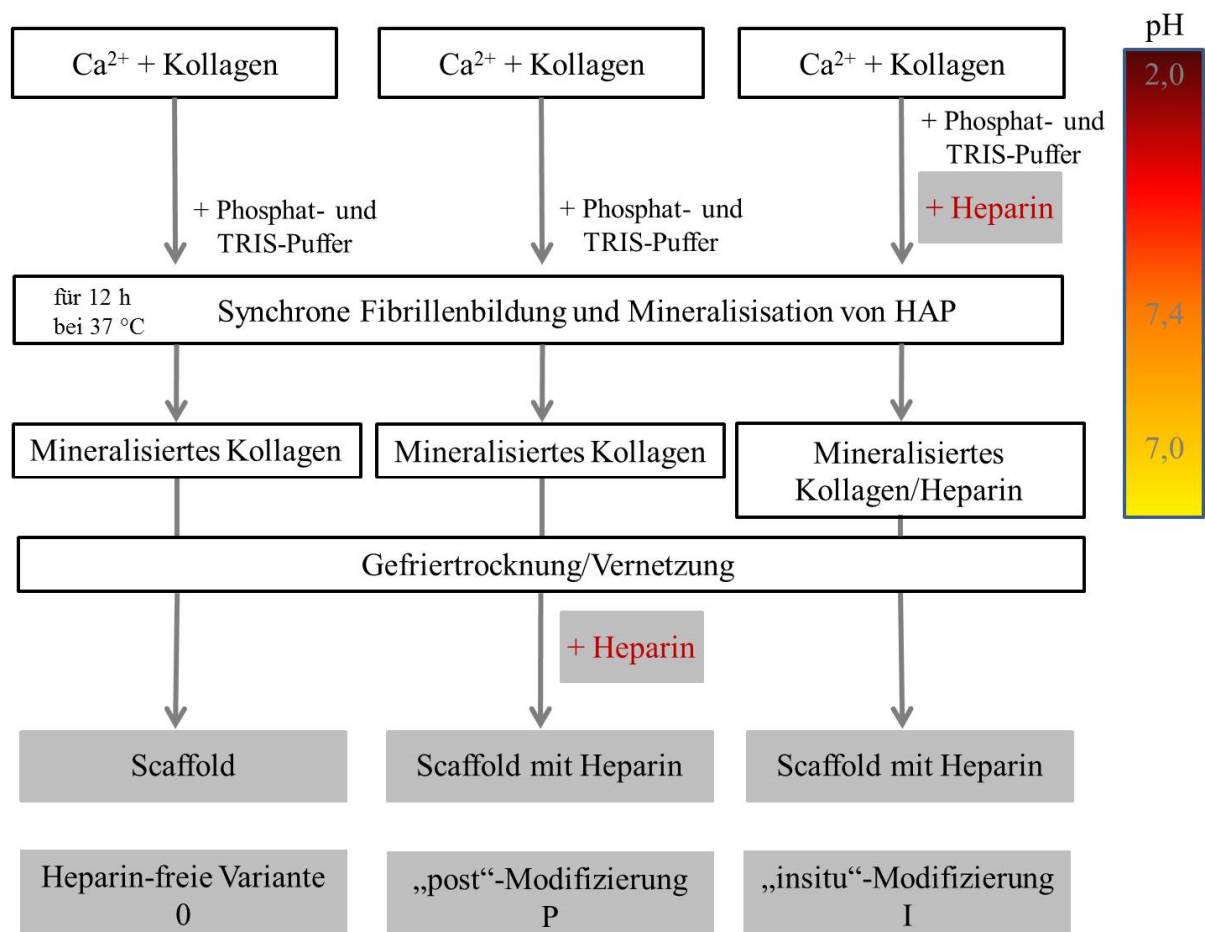 Ca²⁺ + Kollagen
Ca²⁺ + Kollagen
Ca²⁺ + Kollagen
pH
2,0
7,4
7,0
+ Phosphat- und
TRIS-Puffer
+ Phosphat- und
TRIS-Puffer
+ Phosphat- und
TRIS-Puffer
+ Heparin
für 12 h
bei 37 °C
Synchrone Fibrillenbildung und Mineralisisation von HAP
Mineralisiertes Kollagen
Mineralisiertes Kollagen
Mineralisiertes
Kollagen/Heparin
Gefriertrocknung/Vernetzung
+ Heparin
Scaffold
Scaffold mit Heparin
Scaffold mit Heparin
Heparin-freie Variante
0
„post“-Modifizierung
P
„insitu“-Modifizierung
I